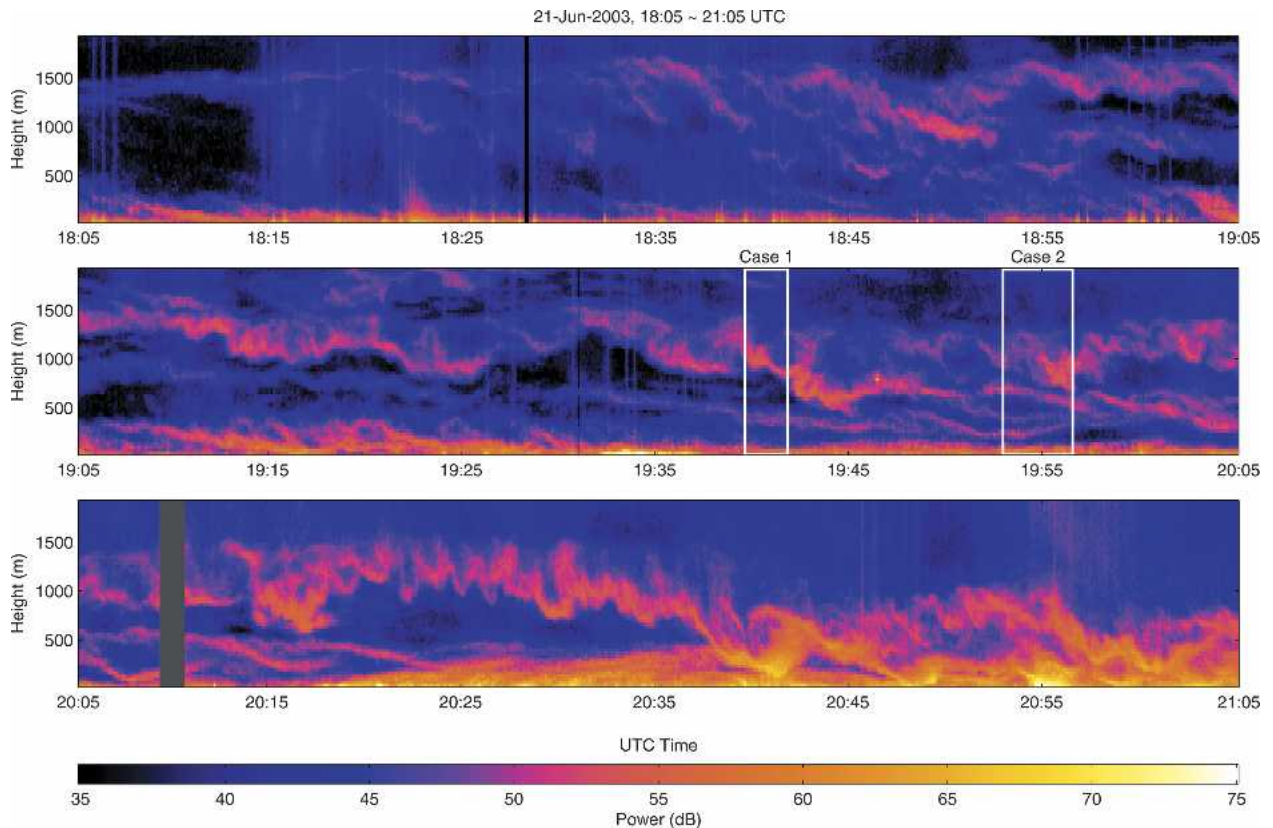 21-Jun-2003, 18:05 ~ 21:05 UTC
Height (m)
1500
1000
500
18:05 18:15 18:25 18:35 18:45 18:55 19:05
Case 1 Case 2
Height (m)
1500
1000
500
19:05 19:15 19:25 19:35 19:45 19:55 20:05
Height (m)
1500
1000
500
20:05 20:15 20:25 20:35 20:45 20:55 21:05
UTC Time
35 40 45 50 55 60 65 70 75
Power (dB)